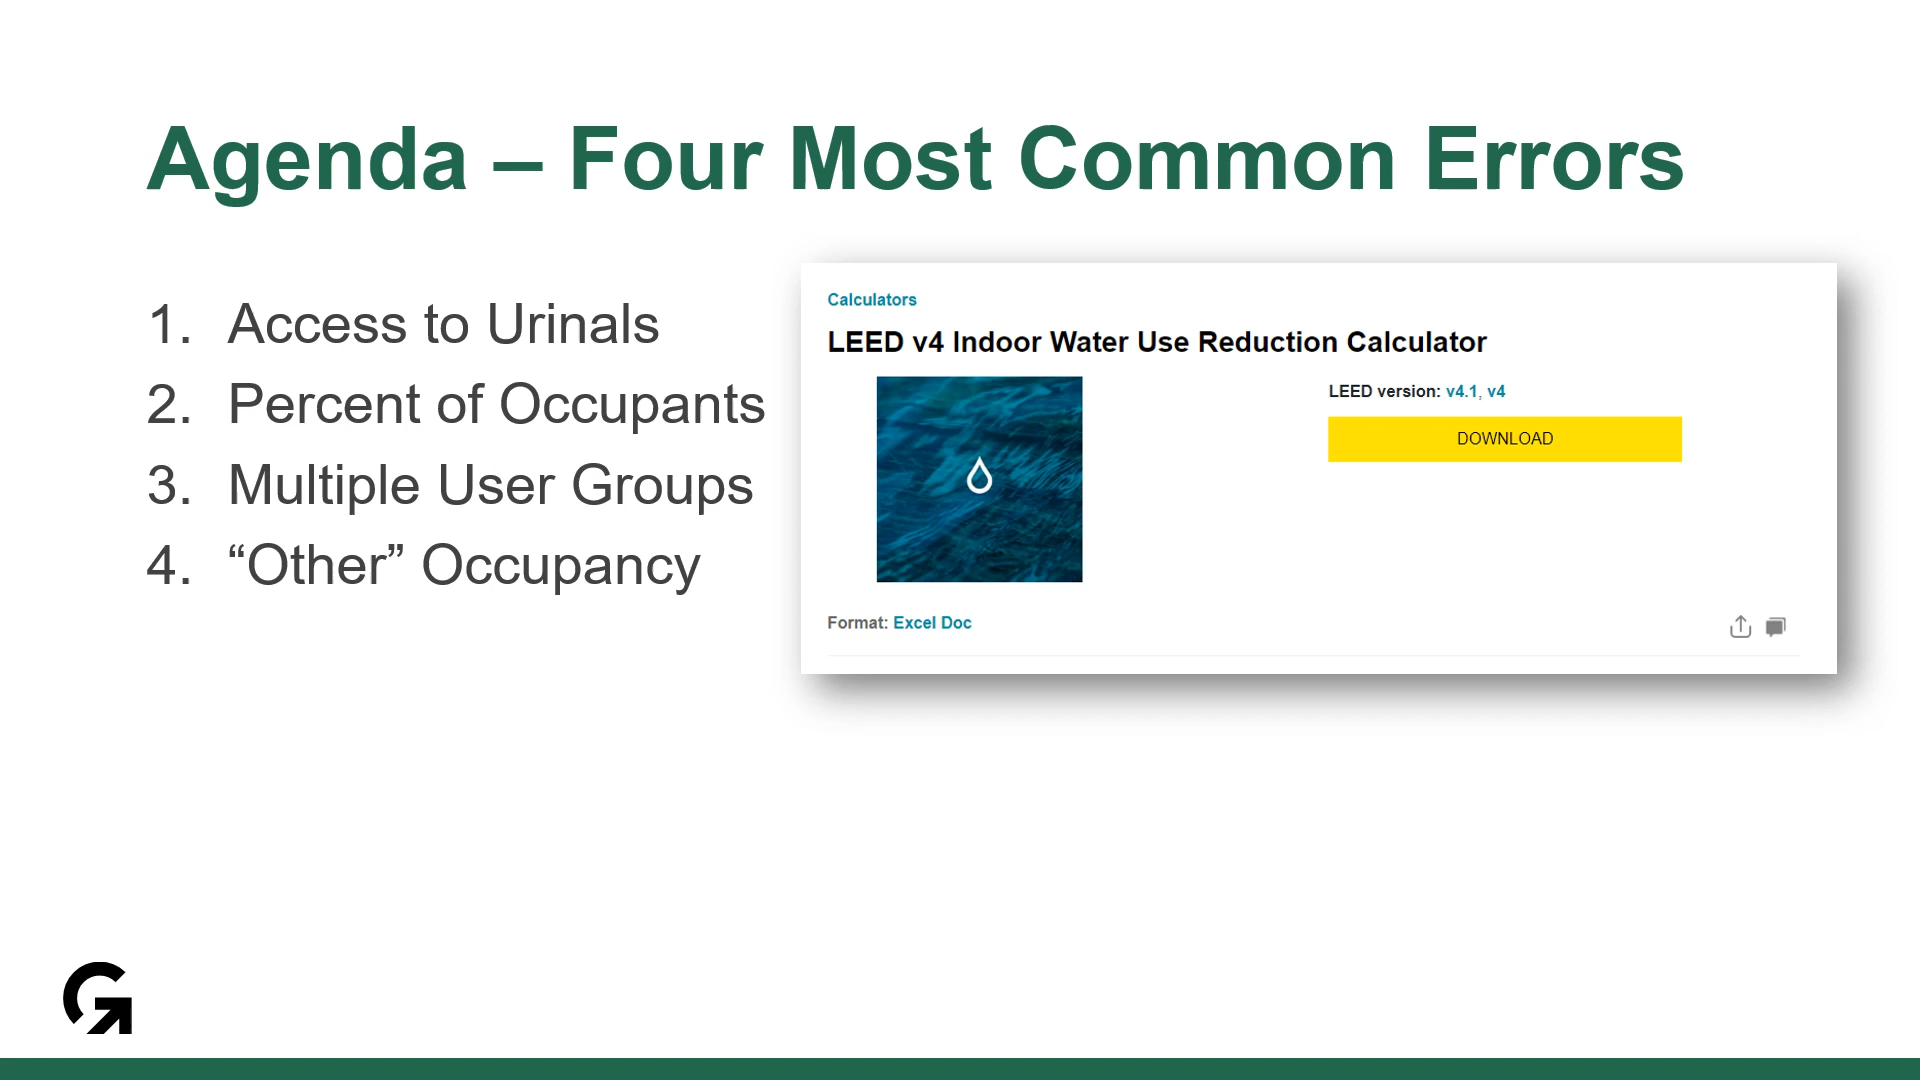 Agenda – Four Most Common Errors
1. Access to Urinals
2. Percent of Occupants
3. Multiple User Groups
4. “Other” Occupancy
Calculators
LEED v4 Indoor Water Use Reduction Calculator
LEED version: v4.1, v4
DOWNLOAD
Format: Excel Doc